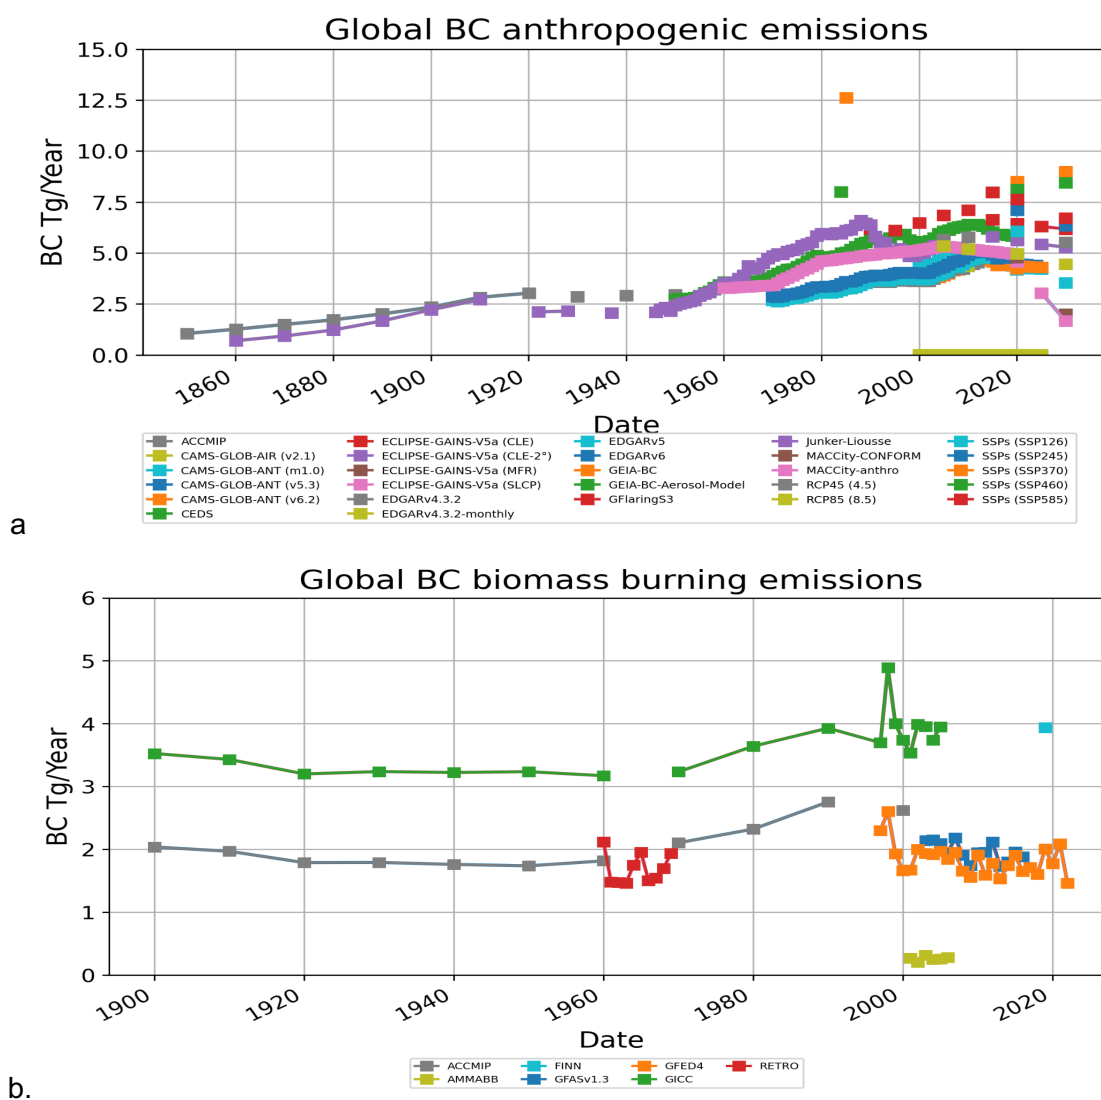 Global BC anthropogenic emissions
15.0
12.5
10.0
7.5
5.0
2.5
0.0
BC Tg/Year
1860 1880 1900 1920 1940 1960 1980 2000 2020
Date
ACCMIP ECLIPSE-GAINS-V5a (CLE) EDGARv5 Junker-Liousse SSPs (SSP126)
CAMS-GLOB-AIR (v2.1) ECLIPSE-GAINS-V5a (CLE-2°) EDGARv6 MACCity-CONFORM SSPs (SSP245)
CAMS-GLOB-ANT (m1.0) ECLIPSE-GAINS-V5a (MFR) GEIA-BC MACCity-anthro SSPs (SSP370)
CAMS-GLOB-ANT (v5.3) ECLIPSE-GAINS-V5a (SLCP) GEIA-BC-Aerosol-Model RCP45 (4.5) SSPs (SSP460)
CAMS-GLOB-ANT (v6.2) EDGARv4.3.2 GFlaringS3 RCP85 (8.5) SSPs (SSP585)
CEDS EDGARv4.3.2-monthly
a
Global BC biomass burning emissions
6
5
4
3
2
1
0
BC Tg/Year
1900 1920 1940 1960 1980 2000 2020
Date
ACCMIP FINN GFED4 RETRO
AMMABB GFASv1.3 GICC
b.